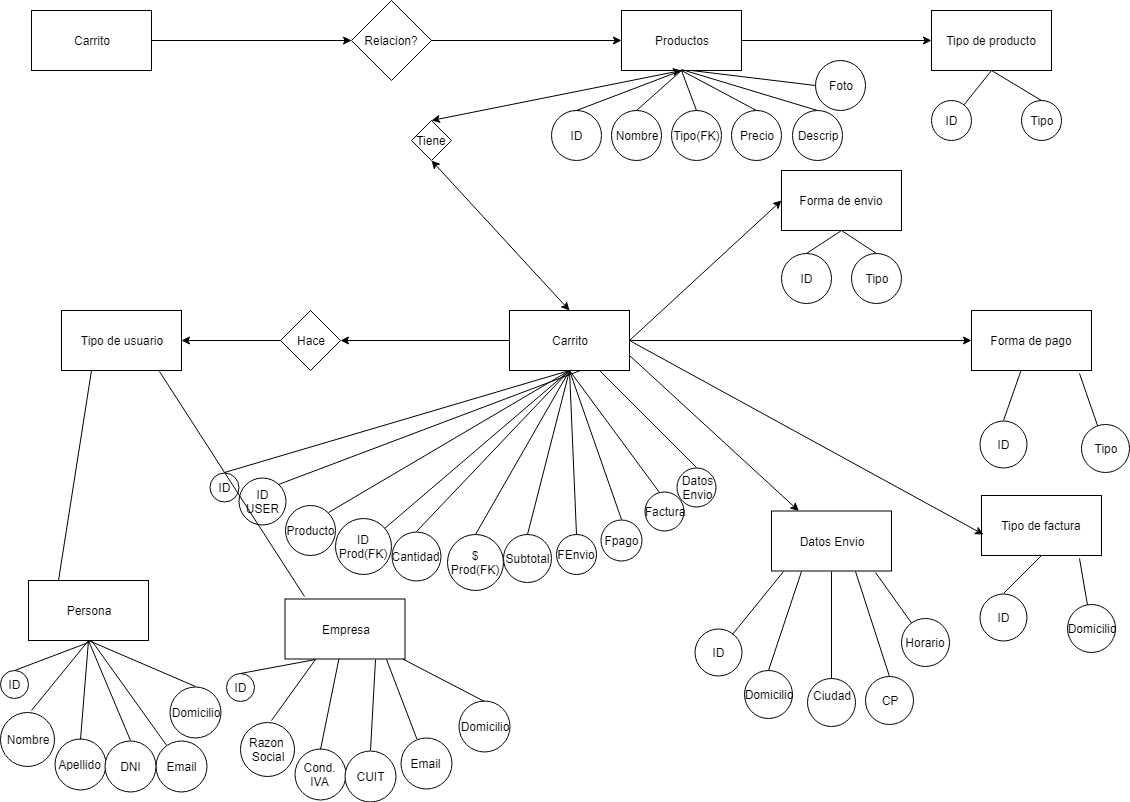 Carrito
Relacion?
Productos
Tipo de producto
Foto
ID
Nombre
Tipo(FK)
Precio
Descrip
ID
Tipo
Tiene
Forma de envio
ID
Tipo
Tipo de usuario
Hace
Carrito
Forma de pago
ID
Tipo
ID
ID
USER
Producto
ID
Prod(FK)
Cantidad
$
Prod(FK)
Subtotal
FEnvio
Fpago
Factura
Datos
Envio
Datos Envio
Tipo de factura
ID
Domicilio
Persona
Empresa
ID
Domicilio
Ciudad
CP
Horario
ID
Nombre
Apellido
DNI
Email
Domicilio
ID
Razon
Social
Cond.
IVA
CUIT
Email
Domicilio